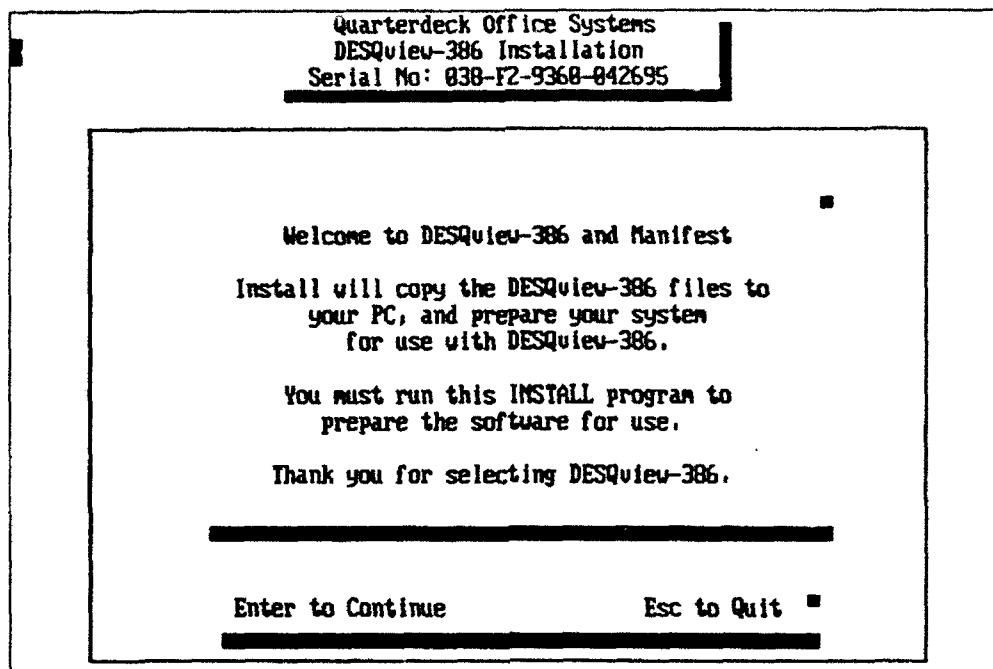 Quarterdeck Office Systems
DESQview-386 Installation
Serial No: 038-F2-9360-042695
Welcome to DESQview-386 and Manifest
Install will copy the DESQview-386 files to
your PC, and prepare your system
for use with DESQview-386.
You must run this INSTALL program to
prepare the software for use.
Thank you for selecting DESQview-386.
Enter to Continue Esc to Quit